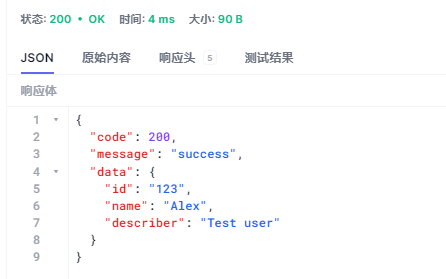 状态: 200 • OK 时间: 4 ms 大小: 90 B
JSON 原始内容 响应头 5 测试结果
响应体
1 {
2 "code": 200,
3 "message": "success",
4 "data": {
5 "id": "123",
6 "name": "Alex",
7 "describer": "Test user"
8 }
9 }